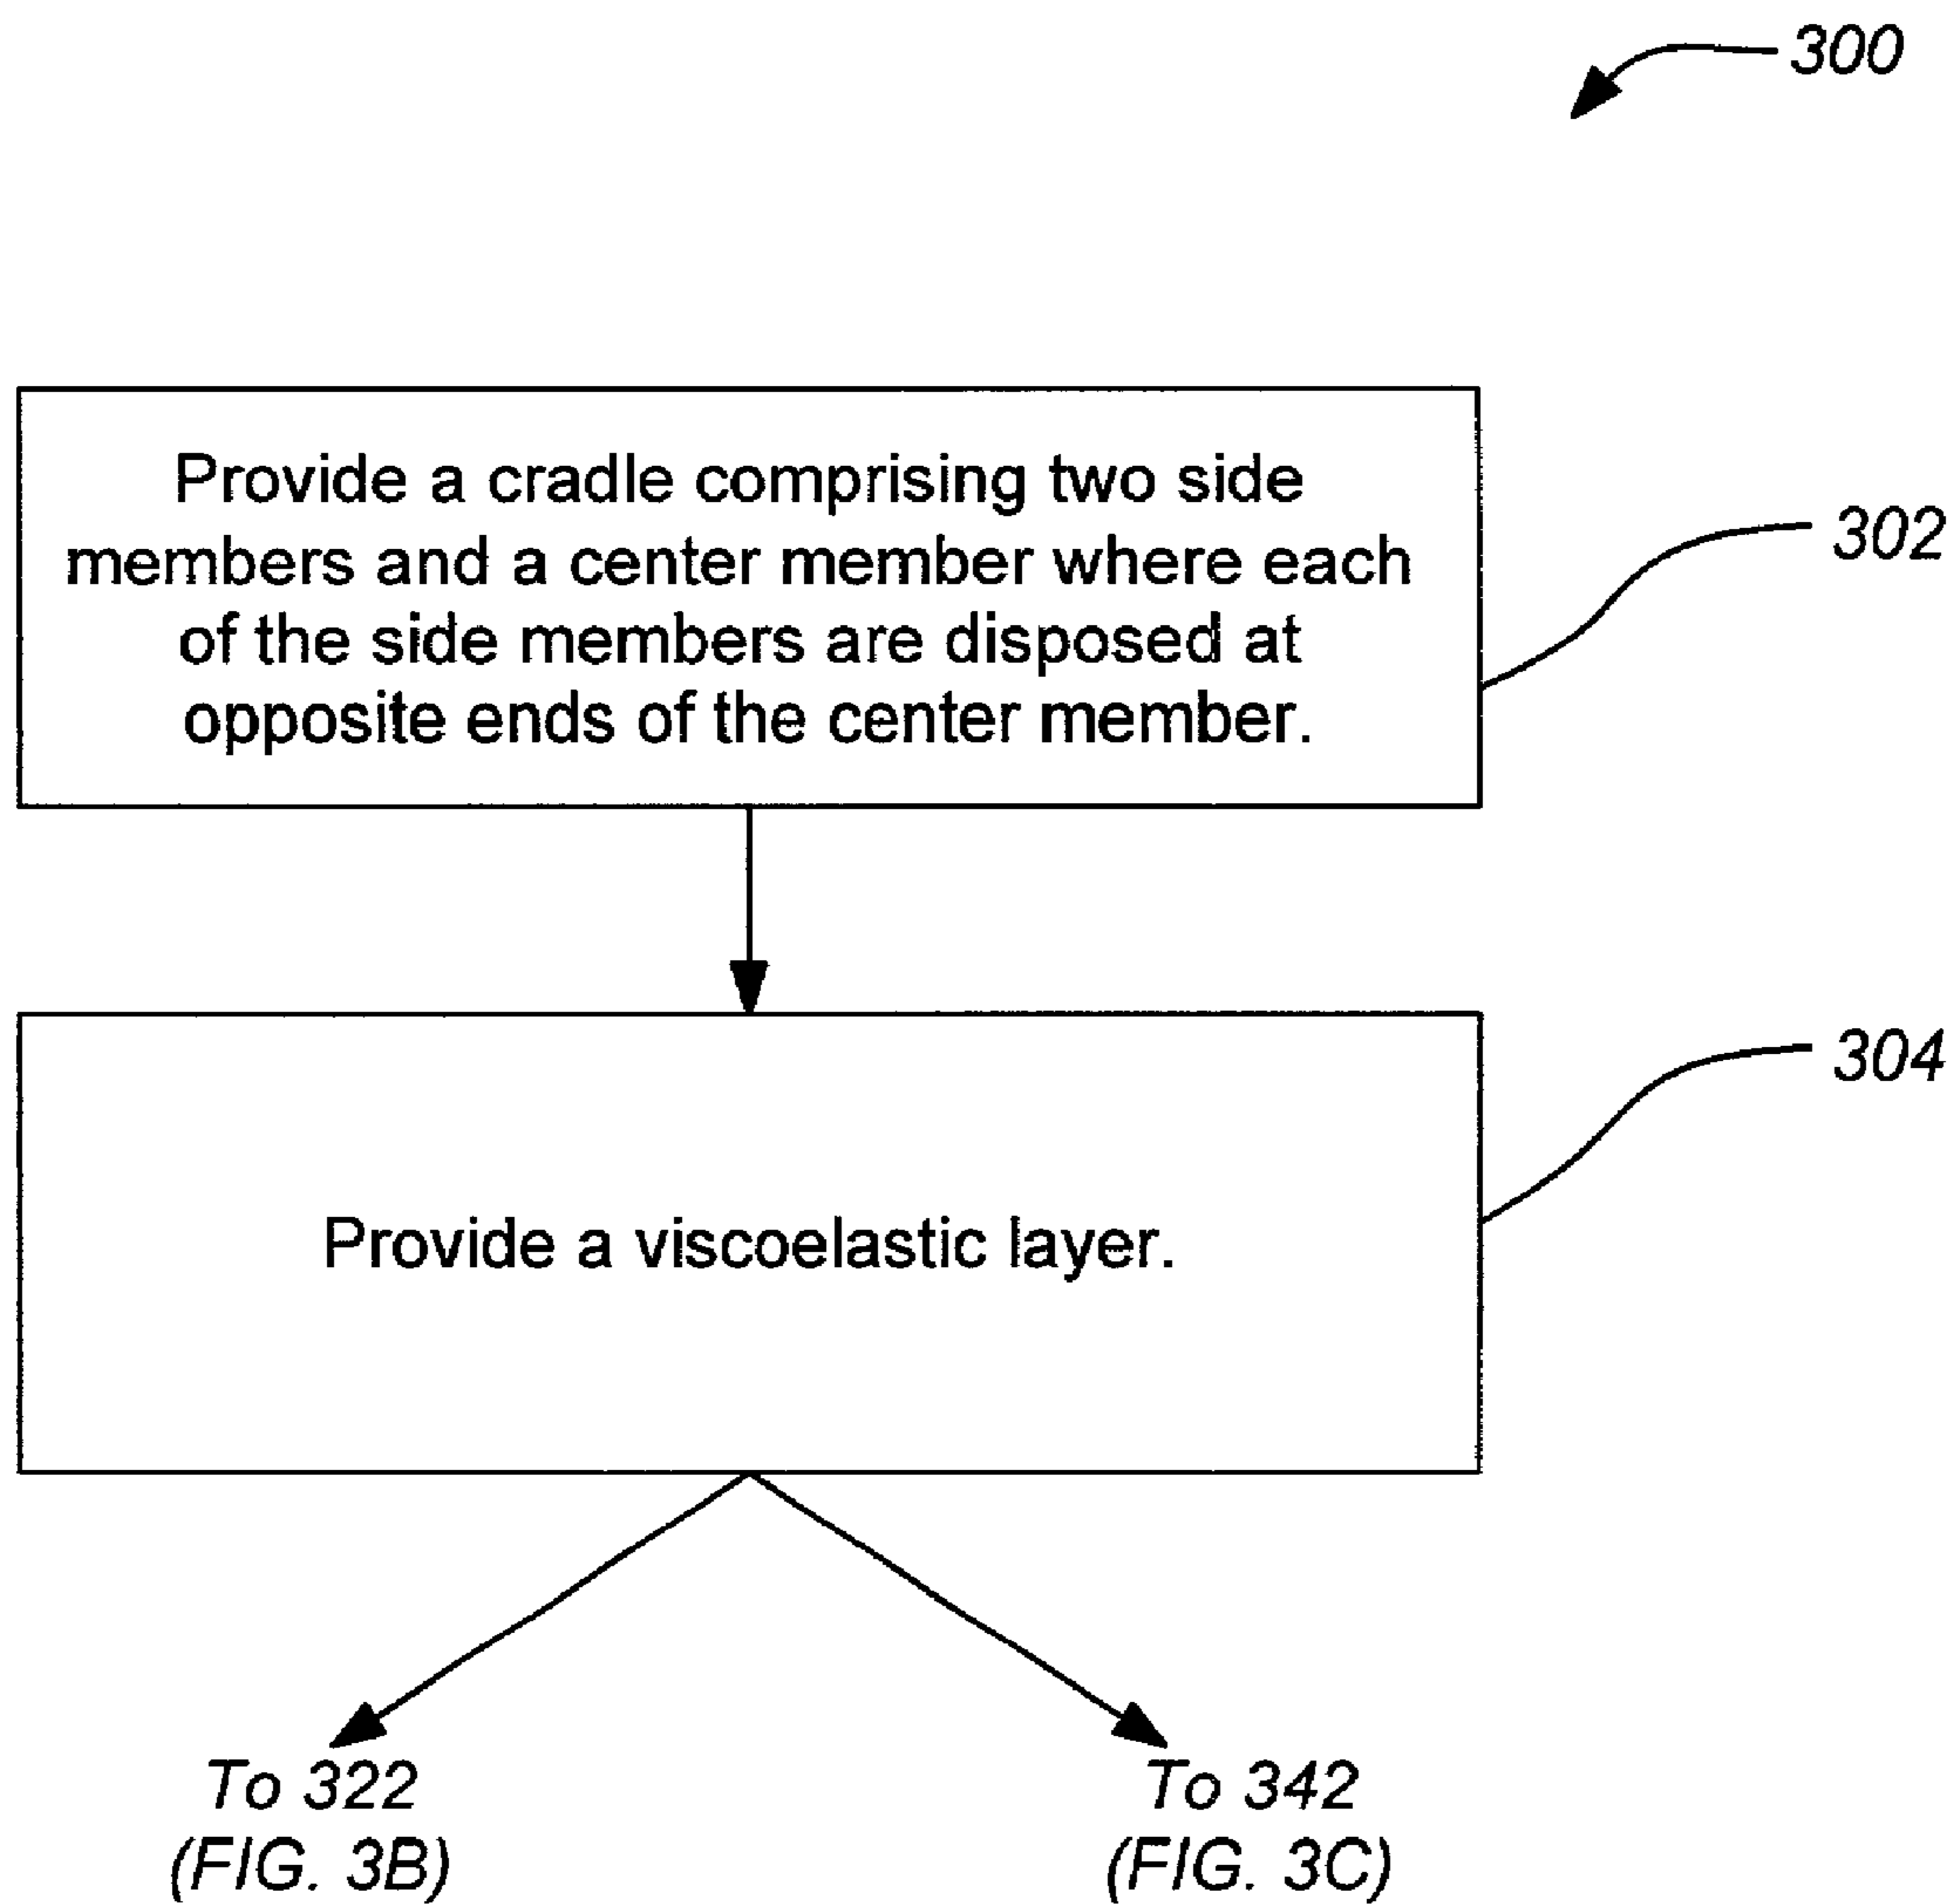 300
Provide a cradle comprising two side
members and a center member where each
of the side members are disposed at
opposite ends of the center member.
302
Provide a viscoelastic layer.
304
To 322
(FIG. 3B)
To 342
(FIG. 3C)